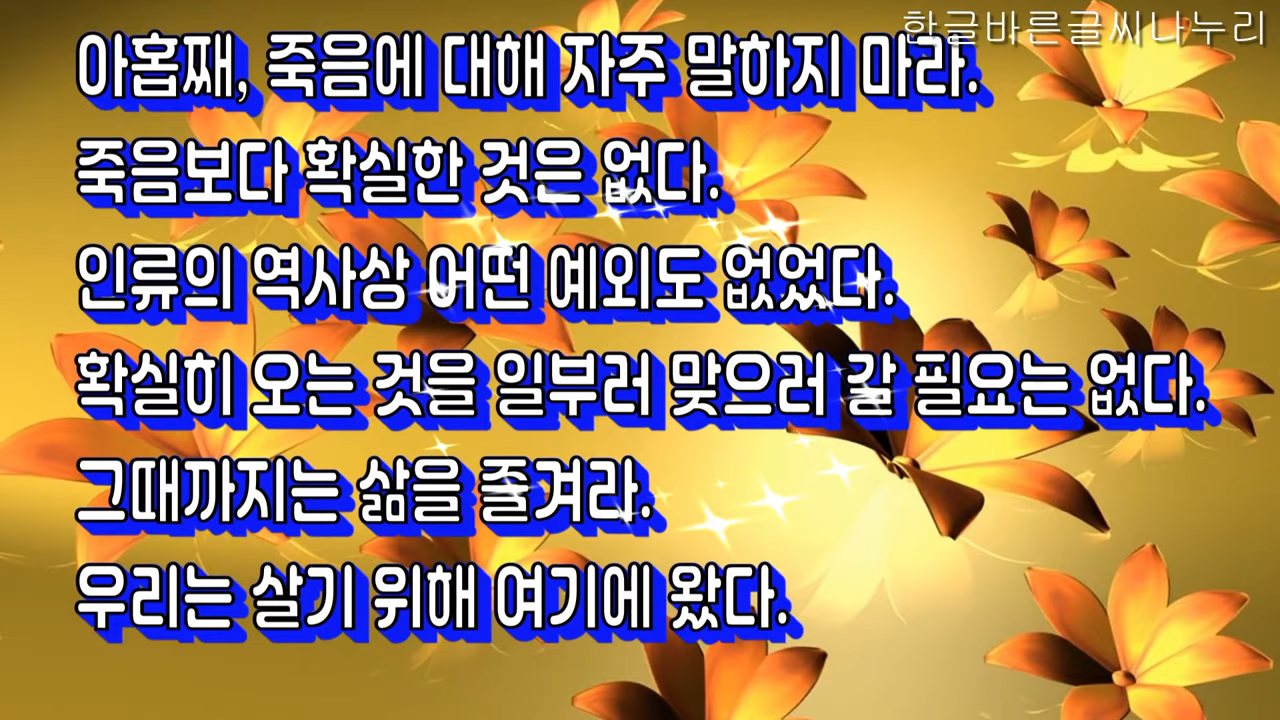 한글바른글씨나누리
아홉째, 죽음에 대해 자주 말하지 마라.
죽음보다 확실한 것은 없다.
인류의 역사상 어떤 예외도 없었다.
확실히 오는 것을 일부러 맞으러 갈 필요는 없다.
그때까지는 삶을 즐겨라.
우리는 살기 위해 여기에 왔다.